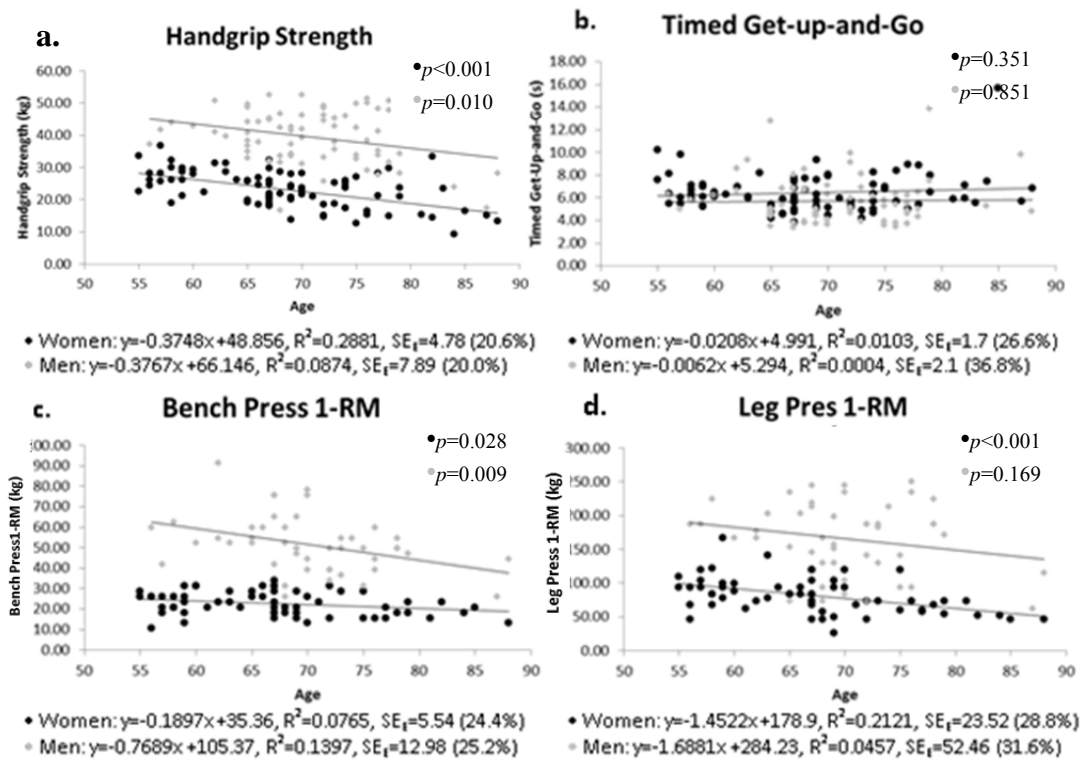 a. Handgrip Strength
60.00
50.00
40.00
30.00
20.00
10.00
0.00
Handgrip Strength (kg)
p<0.001
p=0.010
50 55 60 65 70 75 80 85 90
Age
Women: y=-0.3748x+48.856, R²=0.2881, SEE=4.78 (20.6%)
Men: y=-0.3767x+66.146, R²=0.0874, SEE=7.89 (20.0%)
b. Timed Get-up-and-Go
18.00
16.00
14.00
12.00
10.00
8.00
6.00
4.00
2.00
0.00
Timed Get-Up-and-Go (s)
p=0.351
p=0.851
50 55 60 65 70 75 80 85 90
Age
Women: y=-0.0208x+4.991, R²=0.0103, SEE=1.7 (26.6%)
Men: y=-0.0062x+5.294, R²=0.0004, SEE=2.1 (36.8%)
c. Bench Press 1-RM
00.00
90.00
80.00
70.00
60.00
50.00
40.00
30.00
20.00
10.00
0.00
Bench Press1-RM (kg)
p=0.028
p=0.009
50 55 60 65 70 75 80 85 90
Age
Women: y=-0.1897x+35.36, R²=0.0765, SEE=5.54 (24.4%)
Men: y=-0.7689x+105.37, R²=0.1397, SEE=12.98 (25.2%)
d. Leg Pres 1-RM
300.00
250.00
200.00
150.00
100.00
50.00
0.00
Leg Press 1-RM (kg)
p<0.001
p=0.169
50 55 60 65 70 75 80 85 90
Age
Women: y=-1.4522x+178.9, R²=0.2121, SEE=23.52 (28.8%)
Men: y=-1.6881x+284.23, R²=0.0457, SEE=52.46 (31.6%)